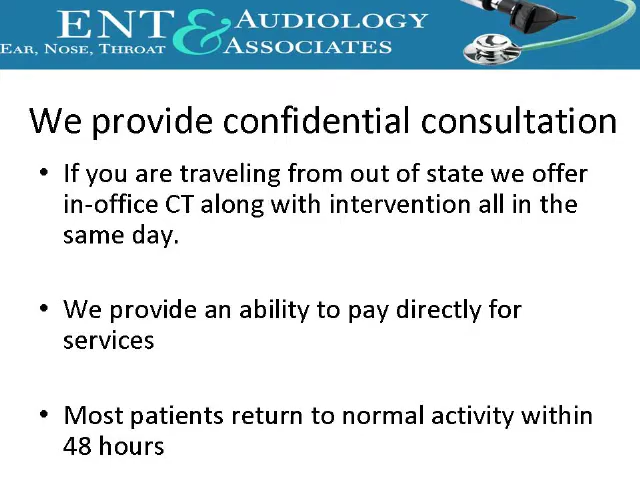 ENT & AUDIOLOGY
EAR, NOSE, THROAT ASSOCIATES
We provide confidential consultation
• If you are traveling from out of state we offer
in-office CT along with intervention all in the
same day.
• We provide an ability to pay directly for
services
• Most patients return to normal activity within
48 hours